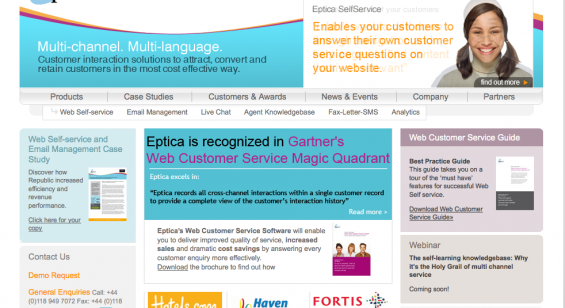 Multi-channel. Multi-language.
Customer interaction solutions to attract, convert and
retain customers in the most cost effective way.
Eptica SelfService your customers
Enables your customers to
answer their own customer
service questions on
your website.
find out more
Products
Case Studies
Customers & Awards
News & Events
Company
Partners
Web Self-service
Email Management
Live Chat
Agent Knowledgebase
Fax-Letter-SMS
Analytics
Web Self-service and
Email Management Case
Study
Discover how
Republic increased
efficiency and
revenue
performance.
Click here for your
copy
Contact Us
Demo Request
General Enquiries Call: +44
(0)118 949 7072 Fax: +44 (0)118
Eptica is recognized in Gartner's
Web Customer Service Magic Quadrant
Eptica excels in:
"Eptica records all cross-channel interactions within a single customer record
to provide a complete view of the customer's interaction history"
Read more >
Eptica's Web Customer Service Software will enable
you to deliver improved quality of service, increased
sales and dramatic cost savings by answering every
customer enquiry more effectively.
Download the brochure to find out how
Haven
FORTIS
Web Customer Service Guide
Best Practice Guide
This guide takes you on a
tour of the 'must have'
features for successful Web
Self service.
Download Web Customer
Service Guide»
Webinar
The self-learning knowledgebase: Why
it's the Holy Grail of multi channel
service
Coming soon!